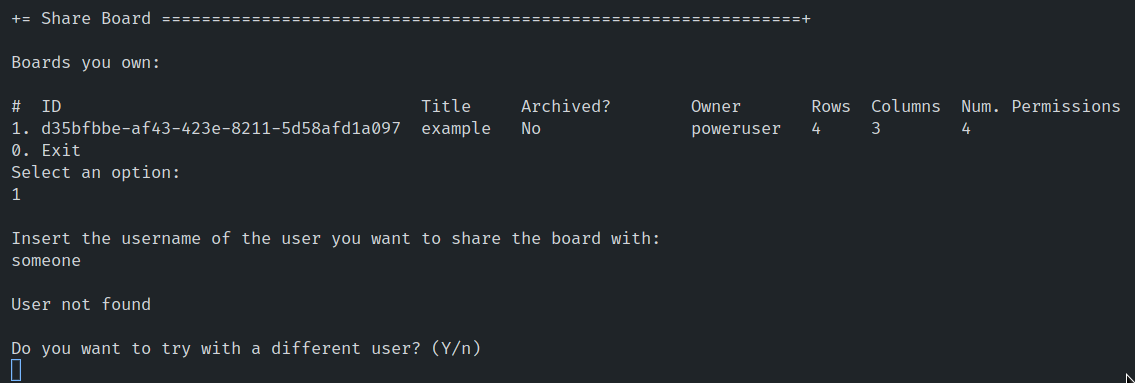 += Share Board ================================================================+
Boards you own:
#  ID                                    Title     Archived?        Owner       Rows  Columns  Num. Permissions
1. d35bfbbe-af43-423e-8211-5d58afd1a097  example   No               poweruser   4     3        4
0. Exit
Select an option:
1
Insert the username of the user you want to share the board with:
someone
User not found
Do you want to try with a different user? (Y/n)